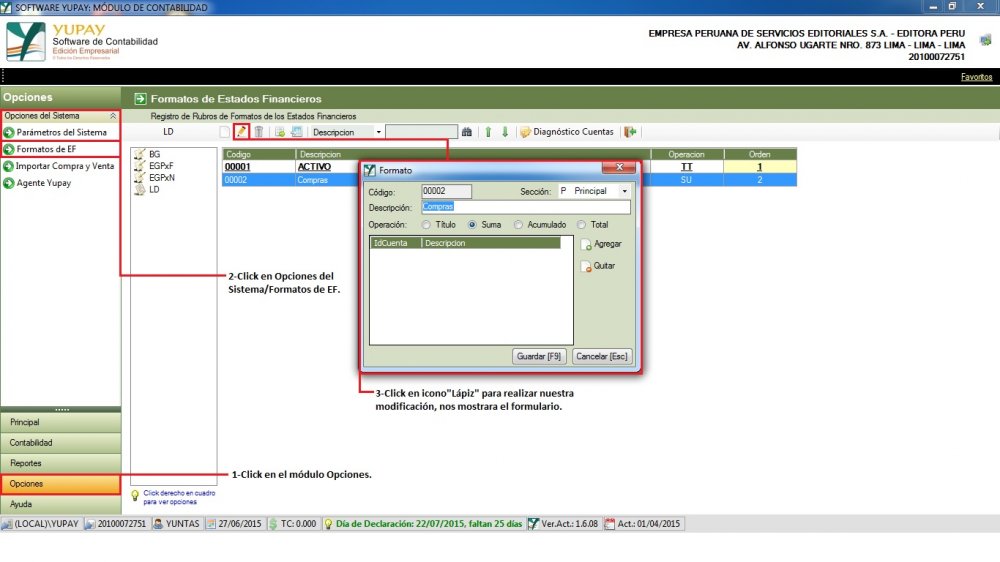 SOFTWARE YUPAY: MÓDULO DE CONTABILIDAD
YUPAY
Software de Contabilidad
Edición Empresarial
EMPRESA PERUANA DE SERVICIOS EDITORIALES S.A. - EDITORA PERU
AV. ALFONSO UGARTE NRO. 873 LIMA - LIMA - LIMA
20100072751
Favoritos
Opciones
Formatos de Estados Financieros
Opciones del Sistema
Registro de Rubros de Formatos de los Estados Financieros
Parámetros del Sistema
LD
Descripcion
Diagnóstico Cuentas
Formatos de EF
Importar Compra y Venta
Agente Yupay
BG
EGPxF
EGPxN
LD
Codigo
Descripcion
Operacion
Orden
00001
ACTIVO
TT
1
00002
Compras
SU
2
Formato
Código:
00002
Sección:
P Principal
Descripción:
Compras
Operación:
Título
Suma
Acumulado
Total
IdCuenta
Descripcion
Agregar
Quitar
Guardar [F9]
Cancelar [Esc]
2-Click en Opciones del
Sistema/Formatos de EF.
3-Click en icono"Lápiz" para realizar nuestra
modificación, nos mostrara el formulario.
1-Click en el módulo Opciones.
Principal
Contabilidad
Reportes
Opciones
Ayuda
Click derecho en cuadro
para ver opciones
(LOCAL)\YUPAY
20100072751
YUNTAS
27/06/2015
TC: 0.000
Día de Declaración: 22/07/2015, faltan 25 días
Ver.Act.: 1.6.08
Act.: 01/04/2015